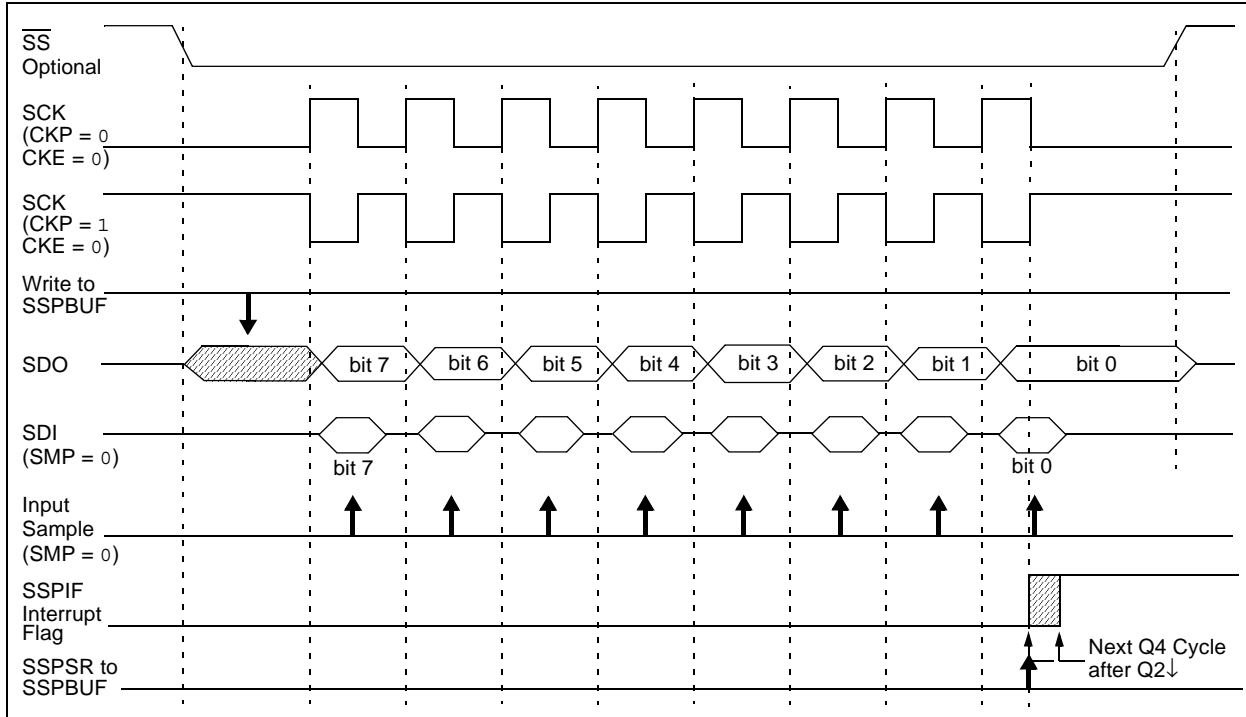 SS
Optional
SCK
(CKP = 0
CKE = 0)
SCK
(CKP = 1
CKE = 0)
Write to
SSPBUF
SDO
bit 7 bit 6 bit 5 bit 4 bit 3 bit 2 bit 1 bit 0
SDI
(SMP = 0)
bit 7 bit 0
Input
Sample
(SMP = 0)
SSPIF
Interrupt
Flag
Next Q4 Cycle
after Q2↓
SSPSR to
SSPBUF